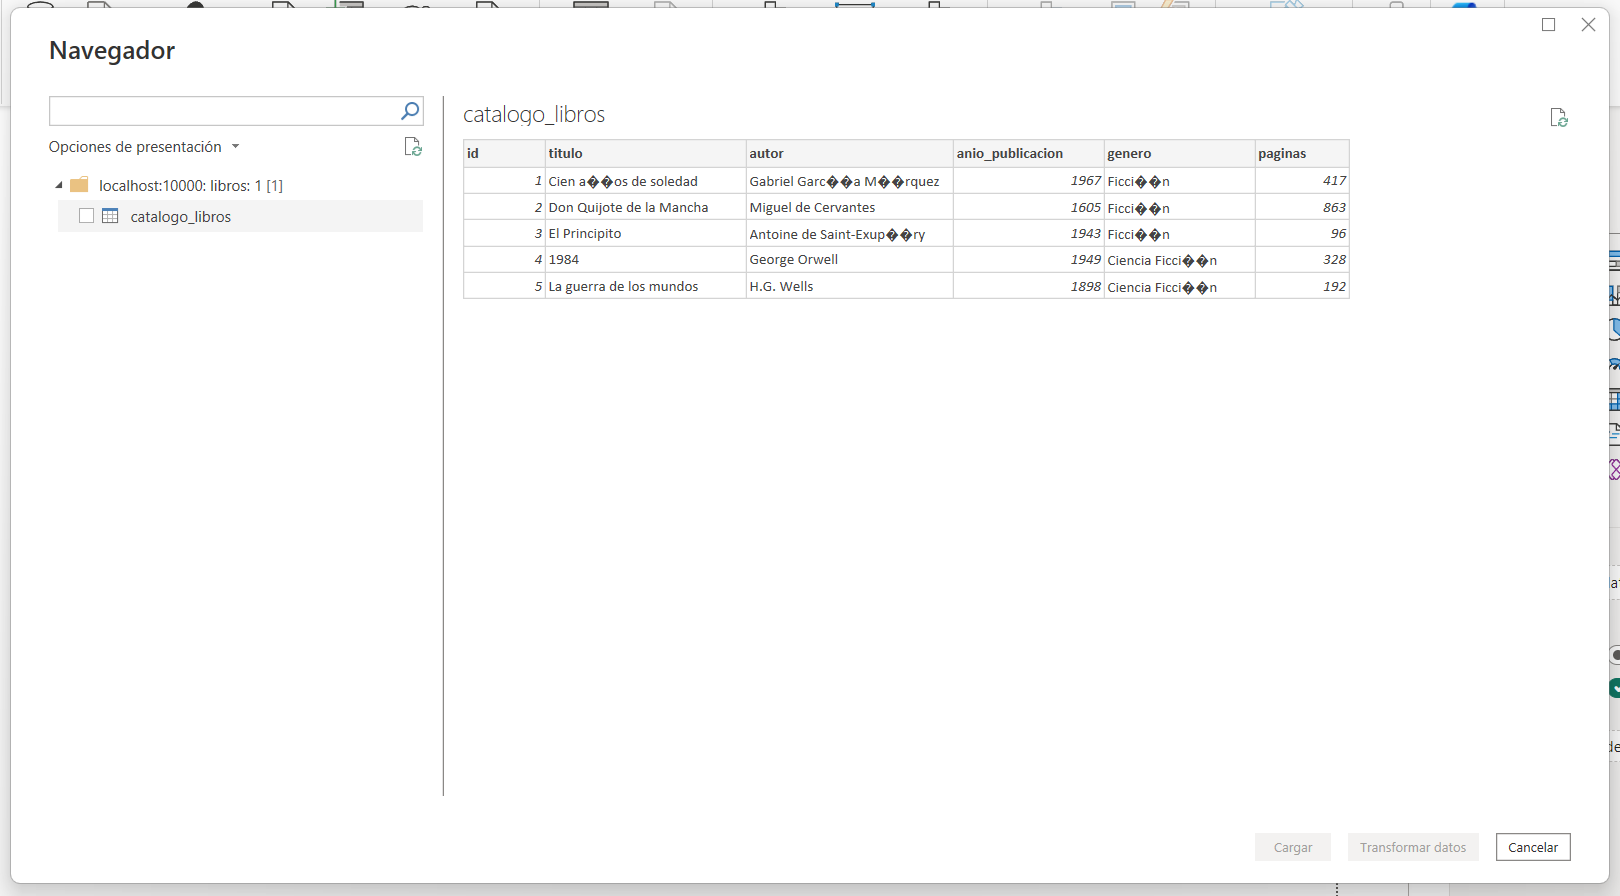 Navegador
Opciones de presentación
localhost:10000: libros: 1 [1]
catalogo_libros
catalogo_libros
id titulo autor anio_publicacion genero paginas
1 Cien a��os de soledad Gabriel Garc��a M��rquez 1967 Ficci��n 417
2 Don Quijote de la Mancha Miguel de Cervantes 1605 Ficci��n 863
3 El Principito Antoine de Saint-Exup��ry 1943 Ficci��n 96
4 1984 George Orwell 1949 Ciencia Ficci��n 328
5 La guerra de los mundos H.G. Wells 1898 Ciencia Ficci��n 192
Cargar Transformar datos Cancelar